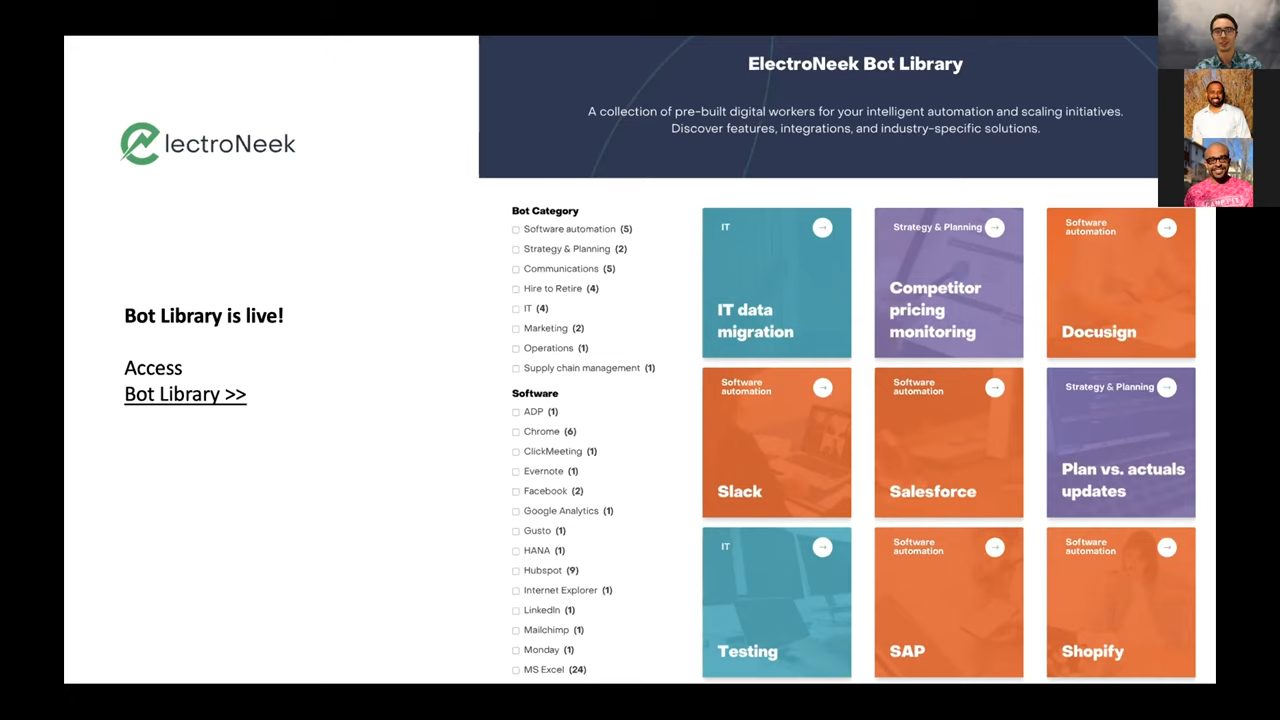 lectroNeek
Bot Library is live!
Access
Bot Library >>
ElectroNeek Bot Library
A collection of pre-built digital workers for your intelligent automation and scaling initiatives.
Discover features, integrations, and industry-specific solutions.
Bot Category
Software automation (5)
Strategy & Planning (2)
Communications (5)
Hire to Retire (4)
IT (4)
Marketing (2)
Operations (1)
Supply chain management (1)
Software
ADP (1)
Chrome (6)
ClickMeeting (1)
Evernote (1)
Facebook (2)
Google Analytics (1)
Gusto (1)
HANA (1)
Hubspot (9)
Internet Explorer (1)
LinkedIn (1)
Mailchimp (1)
Monday (1)
MS Excel (24)
IT
IT data
migration
Strategy & Planning
Competitor
pricing
monitoring
Software
automation
Docusign
Software
automation
Slack
Software
automation
Salesforce
Strategy & Planning
Plan vs. actuals
updates
IT
Testing
Software
automation
SAP
Software
automation
Shopify